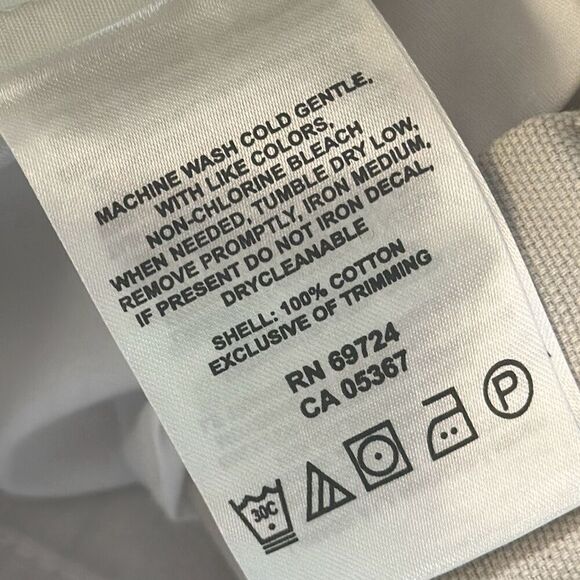 MACHINE WASH COLD GENTLE,
WITH LIKE COLORS,
NON-CHLORINE BLEACH
WHEN NEEDED, TUMBLE DRY LOW,
REMOVE PROMPTLY, IRON MEDIUM,
IF PRESENT DO NOT IRON DECAL,
DRYCLEANABLE
SHELL: 100% COTTON
EXCLUSIVE OF TRIMMING
RN 69724
CA 05367
30C
P